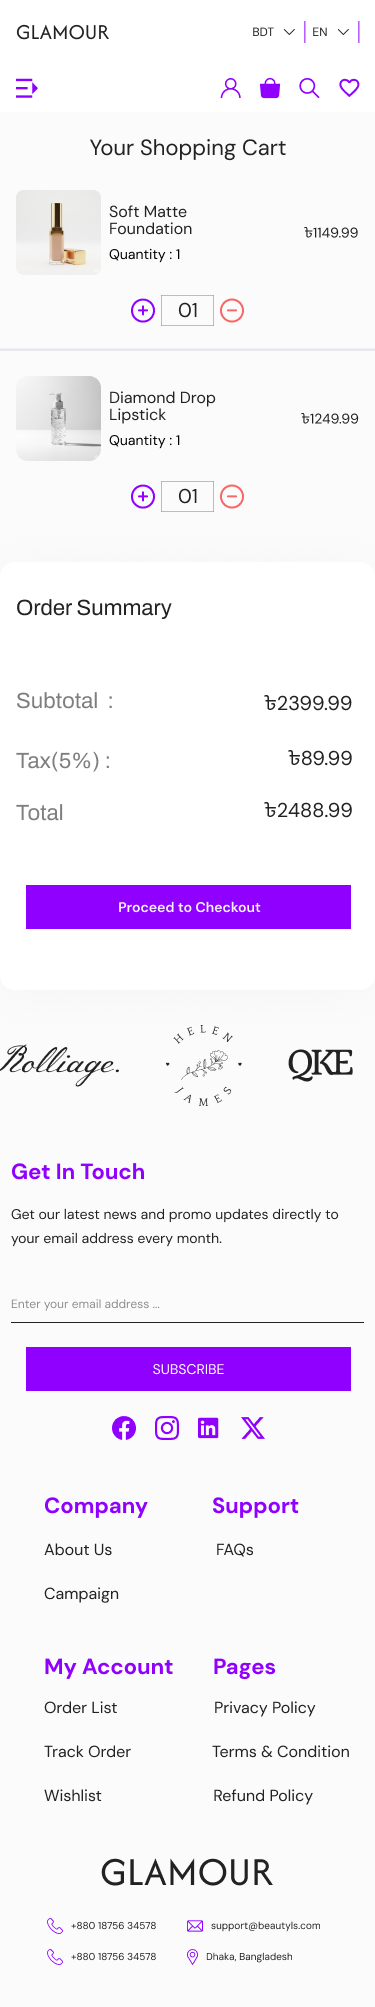 GLAMOUR
BDT
EN
Your Shopping Cart
Soft Matte
Foundation
৳1149.99
Quantity : 1
01
Diamond Drop
Lipstick
৳1249.99
Quantity : 1
01
Order Summary
Subtotal :
৳2399.99
Tax(5%) :
৳89.99
Total
৳2488.99
Proceed to Checkout
Rolliage.
HELEN
JAMES
QKE
Get In Touch
Get our latest news and promo updates directly to
your email address every month.
Enter your email address ...
SUBSCRIBE
Company
Support
About Us
FAQs
Campaign
My Account
Pages
Order List
Privacy Policy
Track Order
Terms & Condition
Wishlist
Refund Policy
GLAMOUR
+880 18756 34578
support@beautyls.com
+880 18756 34578
Dhaka, Bangladesh